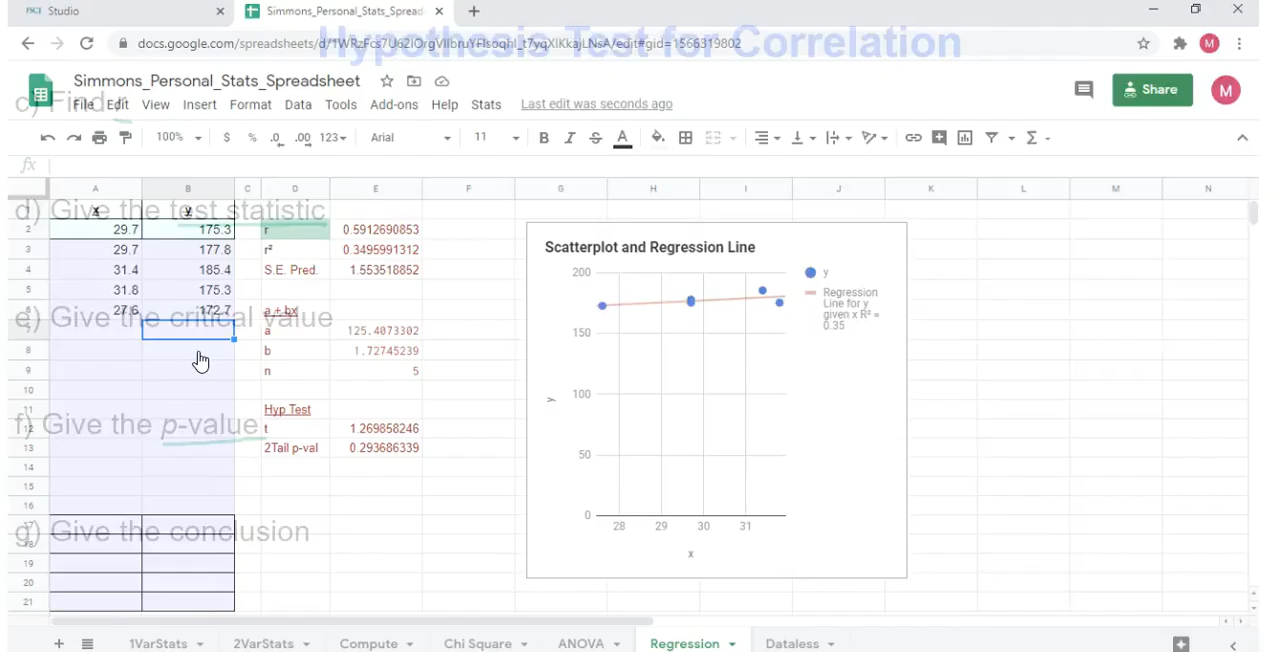 Studio
Simmons_Personal_Stats_Spread
docs.google.com/spreadsheets/d/
/edit#gid=1566319802
Hypothesis Test for Correlation
Simmons_Personal_Stats_Spreadsheet
File Edit View Insert Format Data Tools Add-ons Help Stats Last edit was seconds ago
Share
M
c) Find r
100% $ % .0 .00 123 Arial 11 B I S A
fx
A B C D E F G H I J K L M N
x y
d) Give the test statistic
2 29.7 175.3 r 0.5912690853
3 29.7 177.8 r² 0.3495991312
4 31.4 185.4 S.E. Pred. 1.553518852
5 31.8 175.3
6 27.6 172.7 a + bx
e) Give the critical value
7 a 125.4073302
8 b 1.72745239
9 n 5
10
11 Hyp Test
12 t 1.269858246
f) Give the p-value
13 2Tail p-val 0.293686339
14
15
16
17
g) Give the conclusion
18
19
20
21
Scatterplot and Regression Line
200
150
100
50
0
28 29 30 31
x
y
y
Regression
Line for y
given x R² =
0.35
1VarStats 2VarStats Compute Chi Square ANOVA Regression Dataless